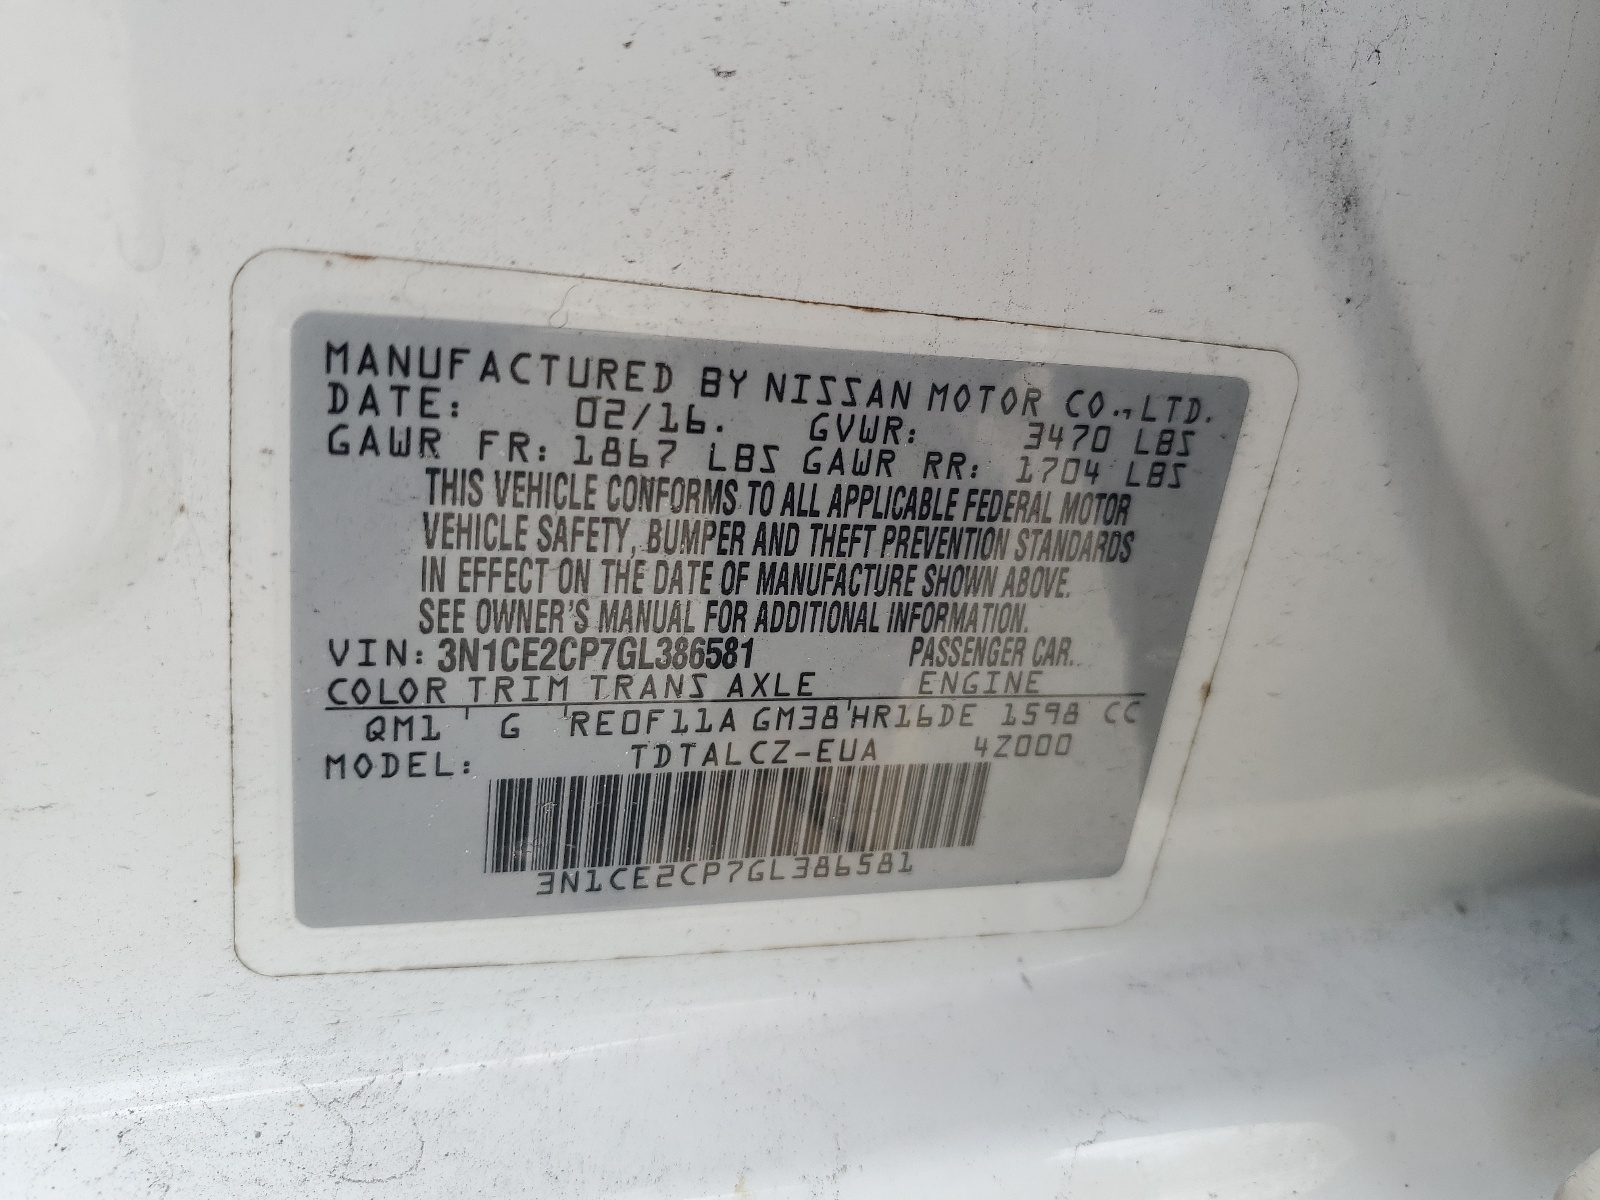 MANUFACTURED BY NISSAN MOTOR CO.,LTD.
DATE: 02/16. GVWR: 3470 LBS
GAWR FR: 1867 LBS GAWR RR: 1704 LBS
THIS VEHICLE CONFORMS TO ALL APPLICABLE FEDERAL MOTOR
VEHICLE SAFETY, BUMPER AND THEFT PREVENTION STANDARDS
IN EFFECT ON THE DATE OF MANUFACTURE SHOWN ABOVE.
SEE OWNER'S MANUAL FOR ADDITIONAL INFORMATION.
VIN: 3N1CE2CP7GL386581 PASSENGER CAR.
COLOR TRIM TRANS AXLE ENGINE
QM1 ' G 'RE0F11A GM38'HR16DE 1598 CC
MODEL: TDTALCZ-EUA 4Z000
3N1CE2CP7GL386581